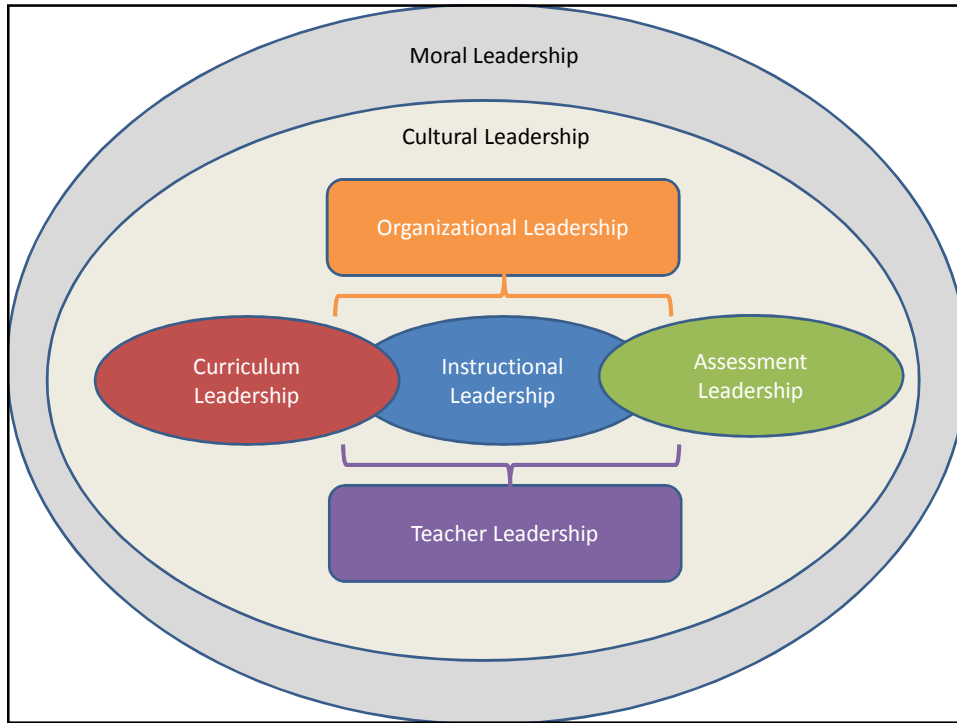 Moral Leadership
Cultural Leadership
Organizational Leadership
Curriculum
Leadership
Instructional
Leadership
Assessment
Leadership
Teacher Leadership